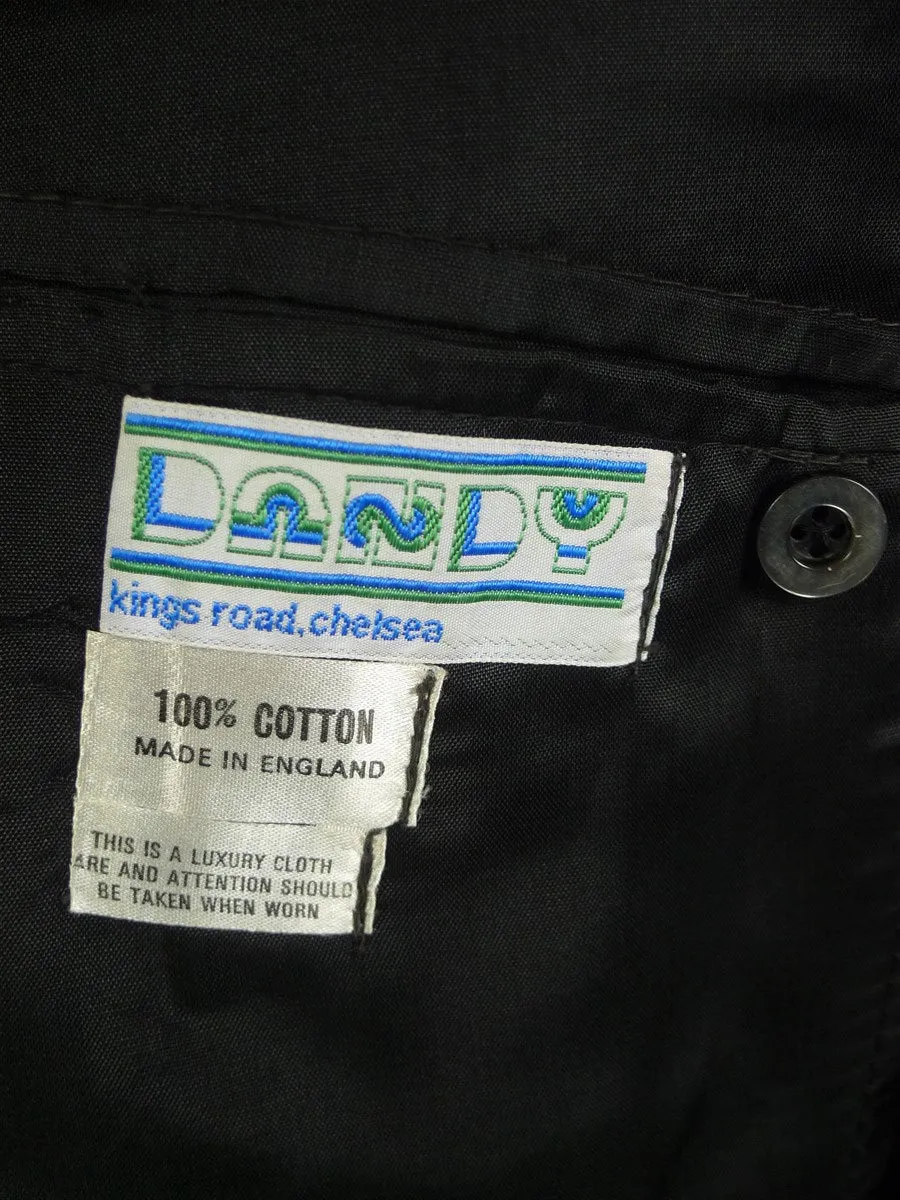 DANDY
kings road, chelsea
100% COTTON
MADE IN ENGLAND
THIS IS A LUXURY CLOTH
ARE AND ATTENTION SHOULD
BE TAKEN WHEN WORN